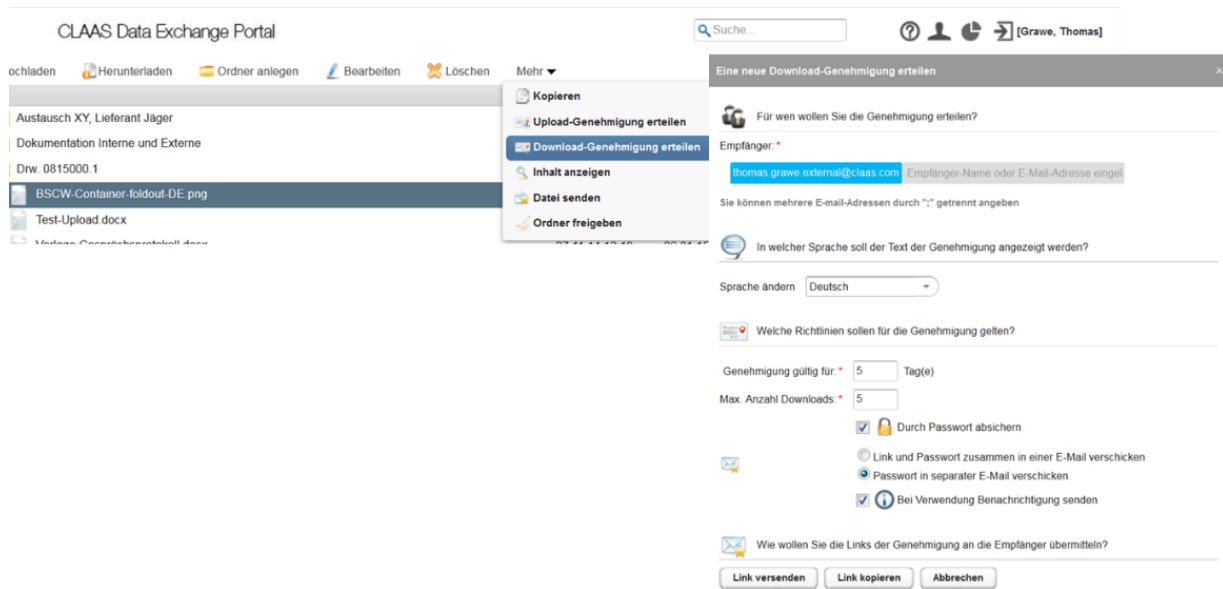 CLAAS Data Exchange Portal
Suche...
[Grawe, Thomas]
ochladen Herunterladen Ordner anlegen Bearbeiten Löschen Mehr
Austausch XY, Lieferant Jäger
Dokumentation Interne und Externe
Drw. 0815000.1
BSCW-Container-foldout-DE.png
Test-Upload.docx
Vorlage Gesprächsprotokoll.docx
Kopieren
Upload-Genehmigung erteilen
Download-Genehmigung erteilen
Inhalt anzeigen
Datei senden
Ordner freigeben
Eine neue Download-Genehmigung erteilen
Für wen wollen Sie die Genehmigung erteilen?
Empfänger: *
thomas.grawe.external@claas.com Empfänger-Name oder E-Mail-Adresse eingel
Sie können mehrere E-mail-Adressen durch ";" getrennt angeben
In welcher Sprache soll der Text der Genehmigung angezeigt werden?
Sprache ändern Deutsch
Welche Richtlinien sollen für die Genehmigung gelten?
Genehmigung gültig für: * 5 Tag(e)
Max. Anzahl Downloads: * 5
Durch Passwort absichern
Link und Passwort zusammen in einer E-Mail verschicken
Passwort in separater E-Mail verschicken
Bei Verwendung Benachrichtigung senden
Wie wollen Sie die Links der Genehmigung an die Empfänger übermitteln?
Link versenden Link kopieren Abbrechen